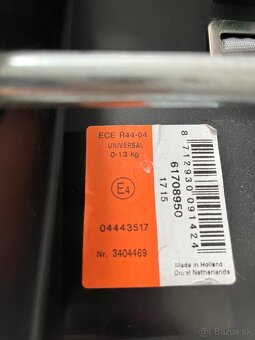 ECE R44-04
UNIVERSAL
0-13 kg
E4
04443517
Nr. 3404469
8 712930 091424
61708950
1715
Made in Holland
Dorel Netherlands
bazos.sk